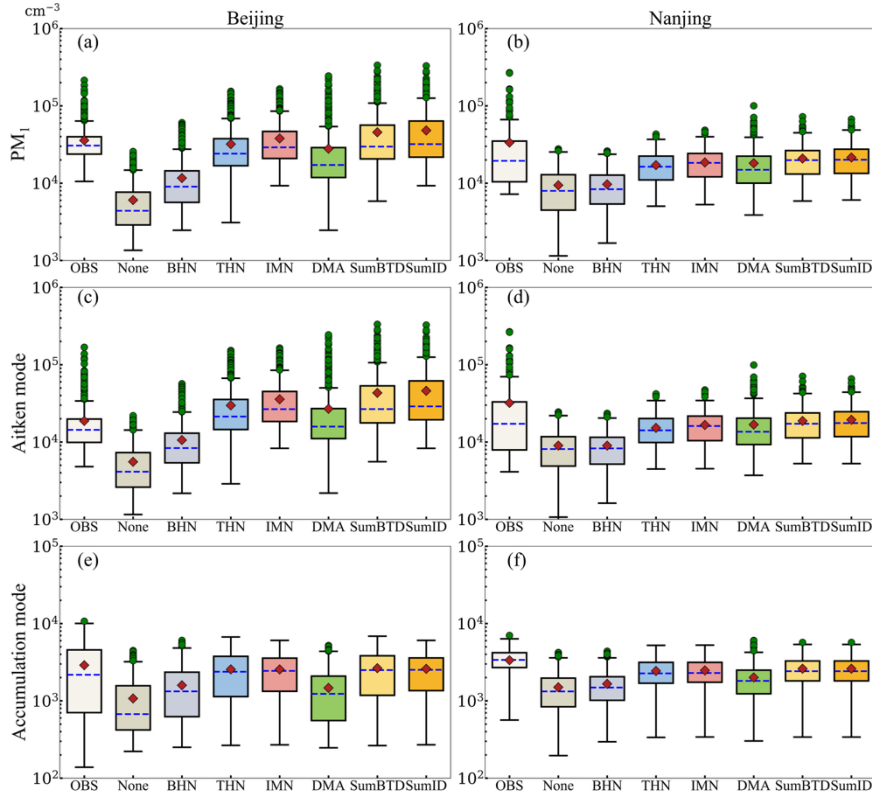 cm⁻³ Beijing Nanjing
PM₁
(a)
10⁶
10⁵
10⁴
10³
OBS None BHN THN IMN DMA SumBTD SumID
(b)
10⁶
10⁵
10⁴
10³
OBS None BHN THN IMN DMA SumBTD SumID
Aitken mode
(c)
10⁶
10⁵
10⁴
10³
OBS None BHN THN IMN DMA SumBTD SumID
(d)
10⁶
10⁵
10⁴
10³
OBS None BHN THN IMN DMA SumBTD SumID
Accumulation mode
(e)
10⁵
10⁴
10³
10²
OBS None BHN THN IMN DMA SumBTD SumID
(f)
10⁵
10⁴
10³
10²
OBS None BHN THN IMN DMA SumBTD SumID